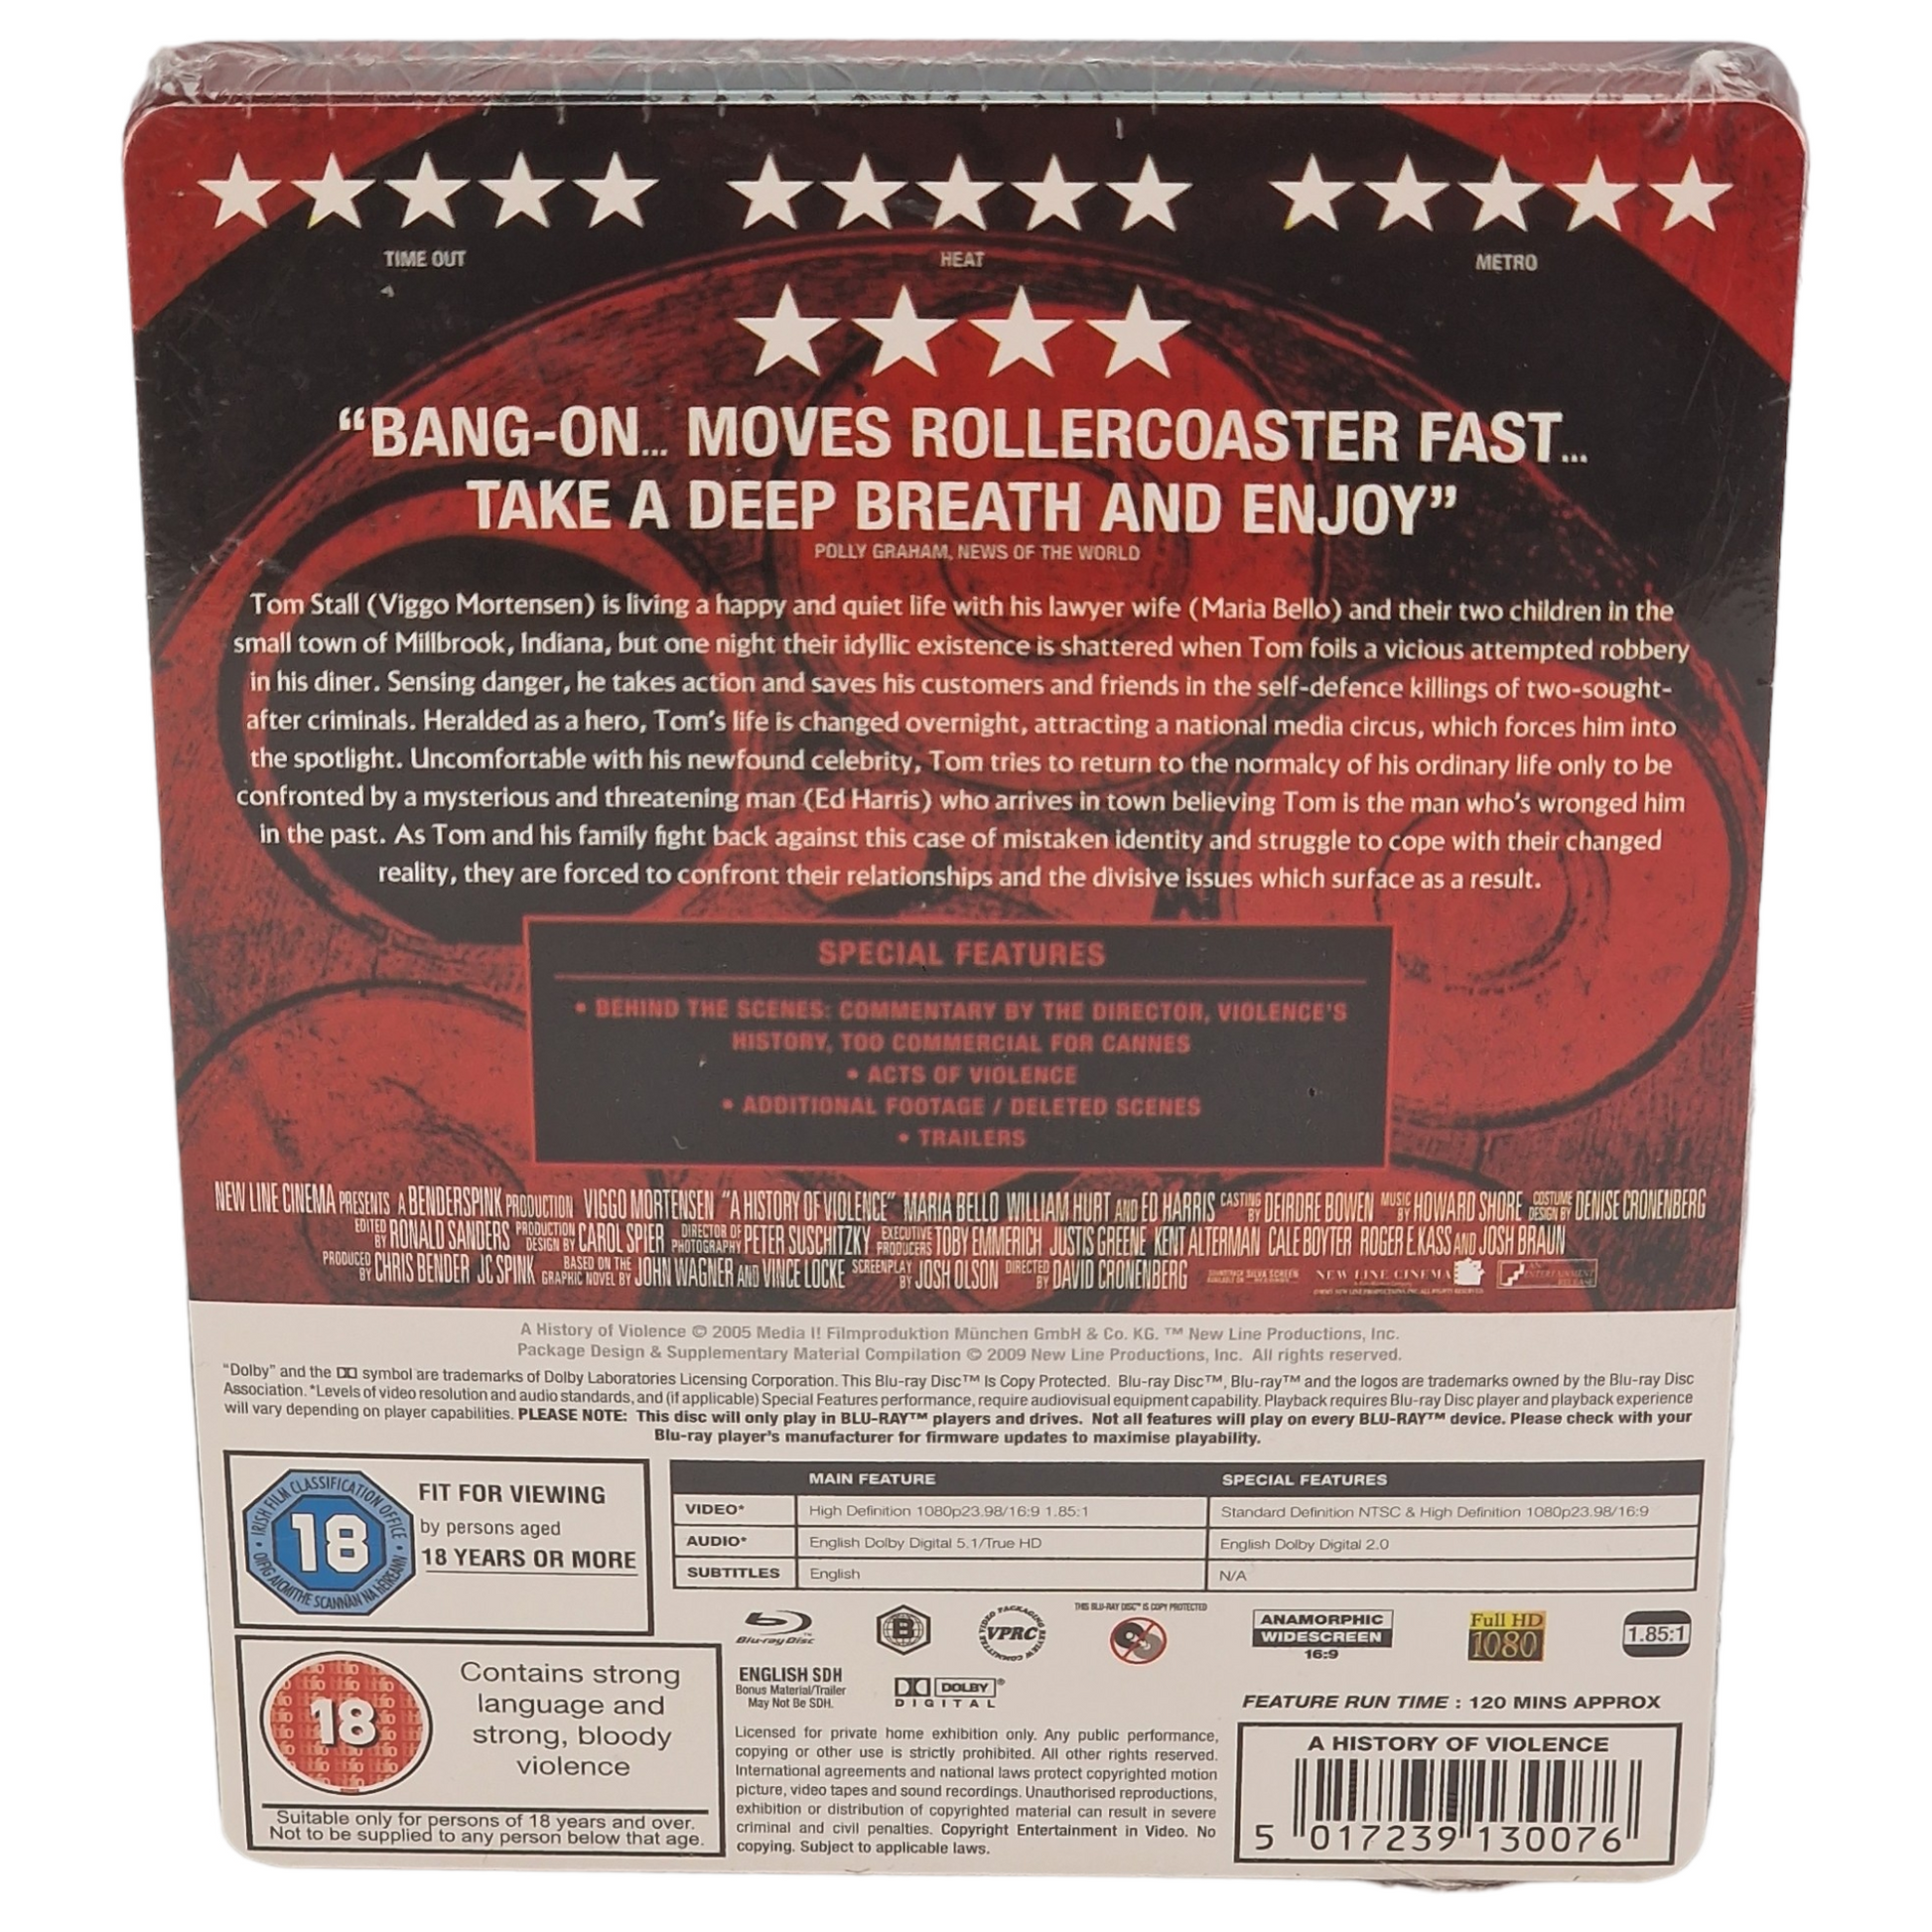 TIME OUT
HEAT
METRO
“BANG-ON... MOVES ROLLERCOASTER FAST...
TAKE A DEEP BREATH AND ENJOY”
POLLY GRAHAM, NEWS OF THE WORLD
Tom Stall (Viggo Mortensen) is living a happy and quiet life with his lawyer wife (Maria Bello) and their two children in the
small town of Millbrook, Indiana, but one night their idyllic existence is shattered when Tom foils a vicious attempted robbery
in his diner. Sensing danger, he takes action and saves his customers and friends in the self-defence killings of two-sought-
after criminals. Heralded as a hero, Tom's life is changed overnight, attracting a national media circus, which forces him into
the spotlight. Uncomfortable with his newfound celebrity, Tom tries to return to the normalcy of his ordinary life only to be
confronted by a mysterious and threatening man (Ed Harris) who arrives in town believing Tom is the man who's wronged him
in the past. As Tom and his family fight back against this case of mistaken identity and struggle to cope with their changed
reality, they are forced to confront their relationships and the divisive issues which surface as a result.
SPECIAL FEATURES
• BEHIND THE SCENES: COMMENTARY BY THE DIRECTOR, VIOLENCE'S
HISTORY, TOO COMMERCIAL FOR CANNES
• ACTS OF VIOLENCE
• ADDITIONAL FOOTAGE / DELETED SCENES
• TRAILERS
NEW LINE CINEMA PRESENTS A BENDERSPINK PRODUCTION VIGGO MORTENSEN "A HISTORY OF VIOLENCE" MARIA BELLO WILLIAM HURT AND ED HARRIS CASTING BY DEIRDRE BOWEN MUSIC BY HOWARD SHORE COSTUME DESIGN BY DENISE CRONENBERG
EDITED BY RONALD SANDERS PRODUCTION DESIGN BY CAROL SPIER DIRECTOR OF PHOTOGRAPHY PETER SUSCHITZKY EXECUTIVE PRODUCERS TOBY EMMERICH JUSTIS GREENE KENT ALTERMAN CALE BOYTER ROGER E.KASS AND JOSH BRAUN
PRODUCED BY CHRIS BENDER JC SPINK BASED ON THE GRAPHIC NOVEL BY JOHN WAGNER AND VINCE LOCKE SCREENPLAY BY JOSH OLSON DIRECTED BY DAVID CRONENBERG SILVA SCREEN NEW LINE CINEMA AN ENTERTAINMENT RELEASE
A History of Violence © 2005 Media I! Filmproduktion München GmbH & Co. KG. ™ New Line Productions, Inc.
Package Design & Supplementary Material Compilation © 2009 New Line Productions, Inc. All rights reserved.
"Dolby" and the symbol are trademarks of Dolby Laboratories Licensing Corporation. This Blu-ray Disc™ Is Copy Protected. Blu-ray Disc™, Blu-ray™ and the logos are trademarks owned by the Blu-ray Disc
Association. *Levels of video resolution and audio standards, and (if applicable) Special Features performance, require audiovisual equipment capability. Playback requires Blu-ray Disc player and playback experience
will vary depending on player capabilities. PLEASE NOTE: This disc will only play in BLU-RAY™ players and drives. Not all features will play on every BLU-RAY™ device. Please check with your
Blu-ray player's manufacturer for firmware updates to maximise playability.
IRISH FILM CLASSIFICATION OFFICE
18
OIFIG AICMITHE SCANNÁN NA hÉIREANN
FIT FOR VIEWING
by persons aged
18 YEARS OR MORE
MAIN FEATURE SPECIAL FEATURES
VIDEO* High Definition 1080p23.98/16:9 1.85:1 Standard Definition NTSC & High Definition 1080p23.98/16:9
AUDIO* English Dolby Digital 5.1/True HD English Dolby Digital 2.0
SUBTITLES English N/A
Blu-ray Disc
B
VIDEO PACKAGING REVIEW COMMITTEE
VPRC
THIS BLU-RAY DISC™ IS COPY PROTECTED
ANAMORPHIC
WIDESCREEN
16:9
Full HD
1080
1.85:1
18
Contains strong
language and
strong, bloody
violence
Suitable only for persons of 18 years and over.
Not to be supplied to any person below that age.
ENGLISH SDH
Bonus Material/Trailer
May Not Be SDH.
DOLBY®
DIGITAL
FEATURE RUN TIME : 120 MINS APPROX
Licensed for private home exhibition only. Any public performance,
copying or other use is strictly prohibited. All other rights reserved.
International agreements and national laws protect copyrighted motion
picture, video tapes and sound recordings. Unauthorised reproductions,
exhibition or distribution of copyrighted material can result in severe
criminal and civil penalties. Copyright Entertainment in Video. No
copying. Subject to applicable laws.
A HISTORY OF VIOLENCE
5 017239 130076